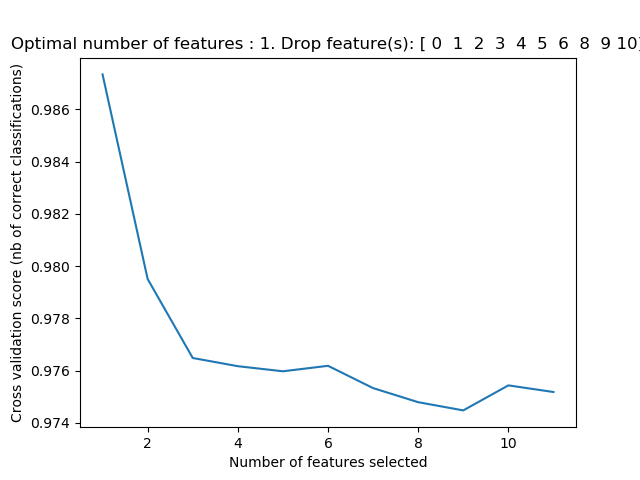 Optimal number of features : 1. Drop feature(s): [ 0 1 2 3 4 5 6 8 9 10]
Cross validation score (nb of correct classifications)
0.986
0.984
0.982
0.980
0.978
0.976
0.974
2 4 6 8 10
Number of features selected